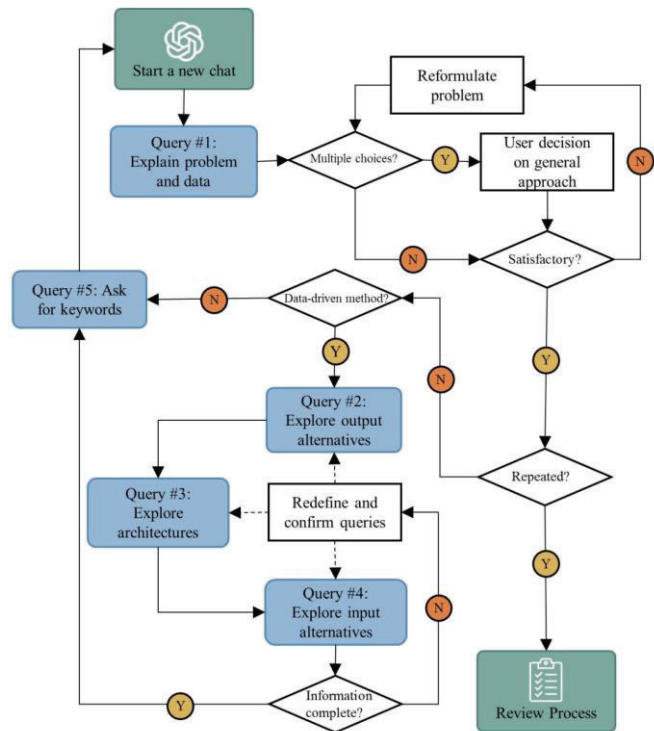 Start a new chat
Reformulate
problem
Query #1:
Explain problem
and data
Multiple choices?
Y
User decision
on general
approach
N
N
Satisfactory?
Query #5: Ask
for keywords
N
Data-driven method?
Y
Y
N
Query #2:
Explore output
alternatives
Repeated?
Query #3:
Explore
architectures
Redefine and
confirm queries
Y
Query #4:
Explore input
alternatives
N
Y
Information
complete?
Review Process